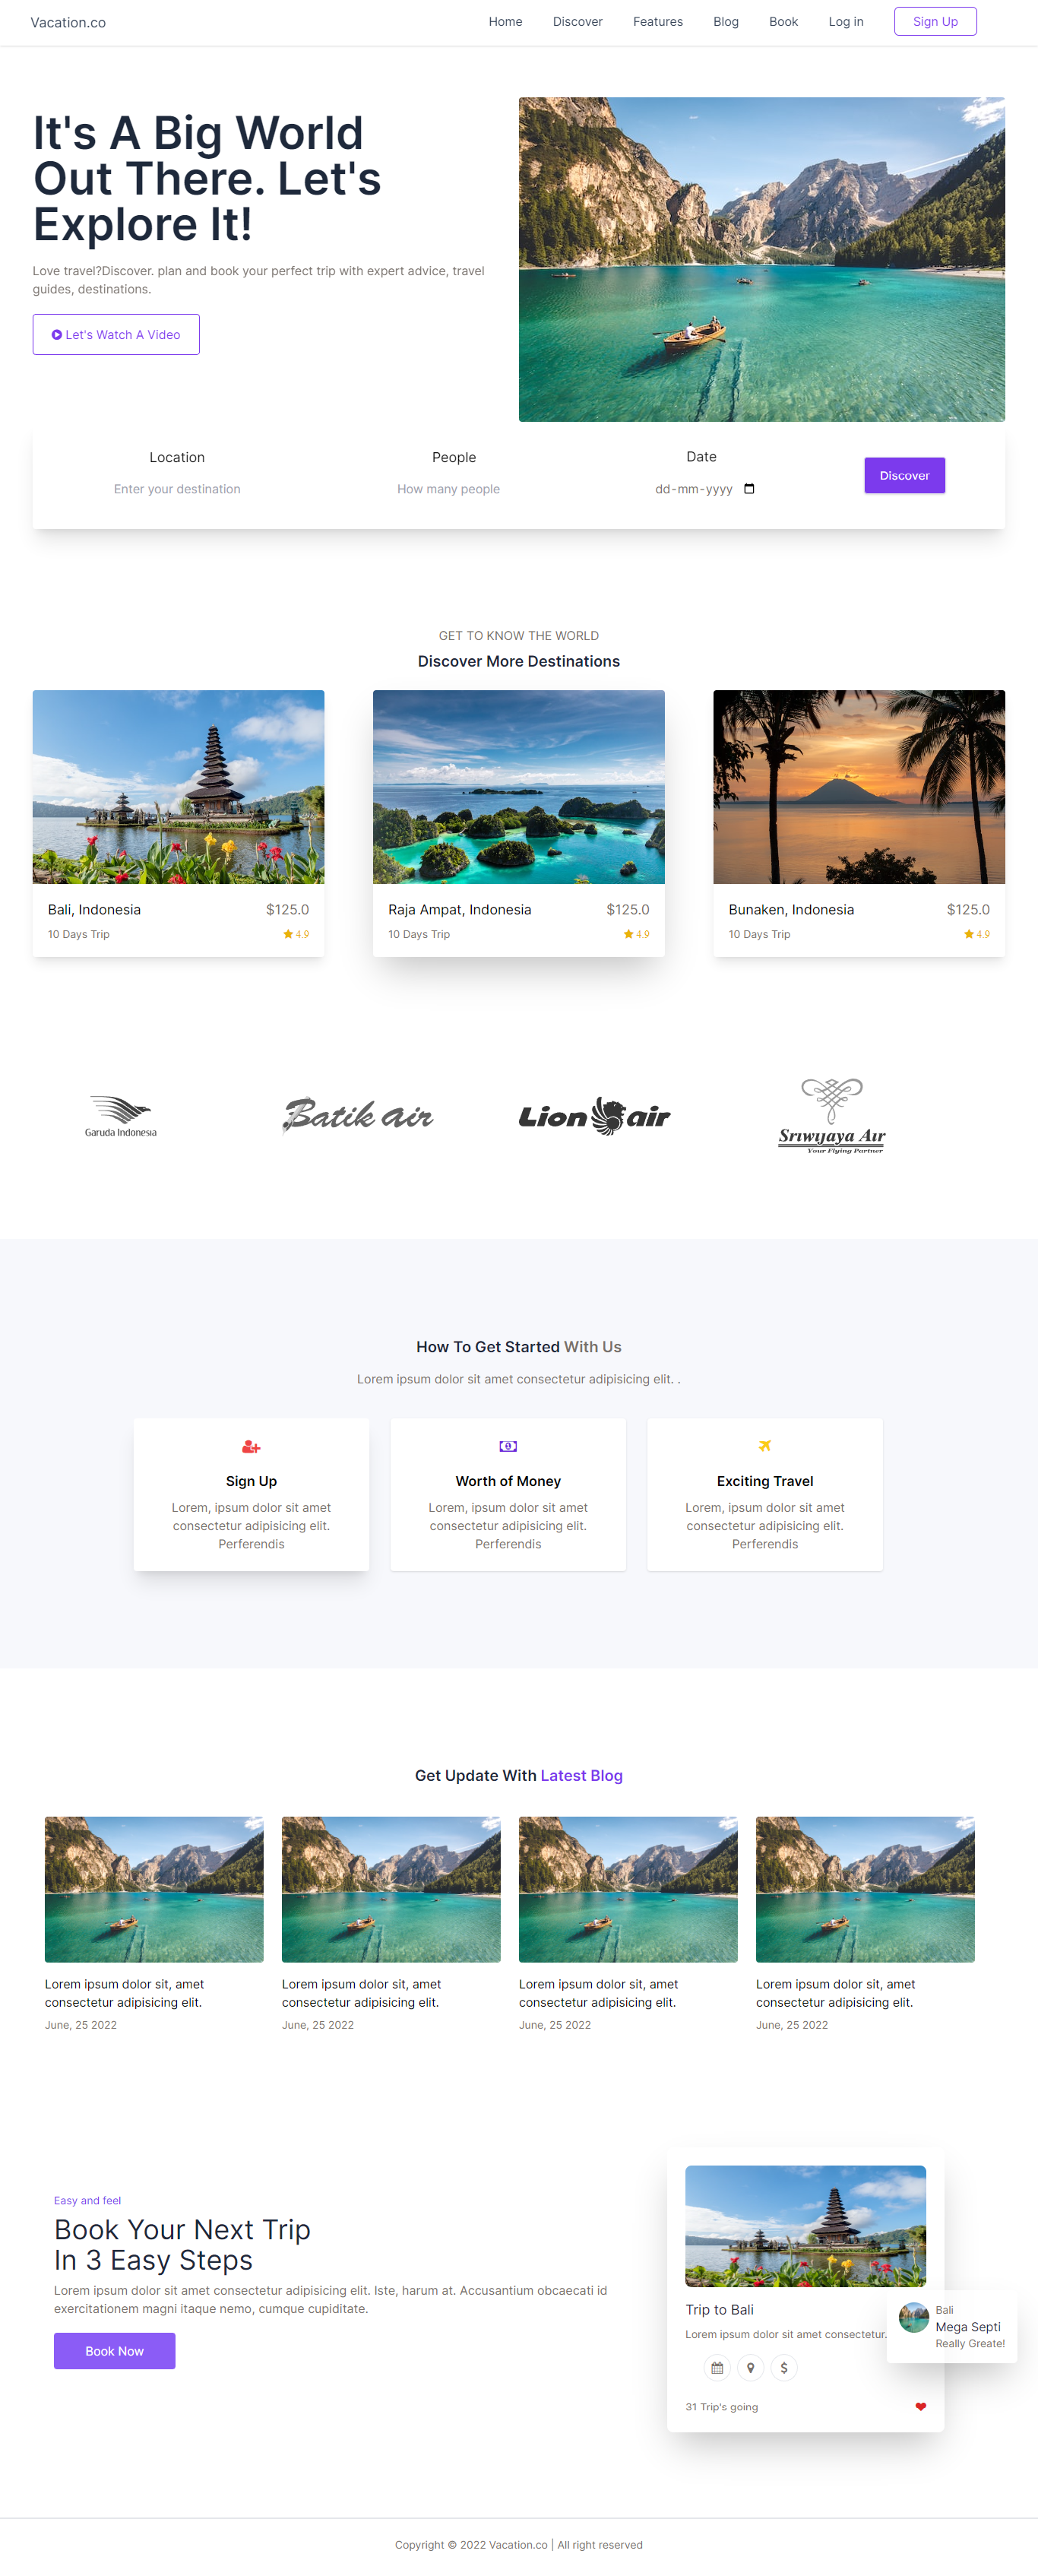 Vacation.co
Home Discover Features Blog Book Log in Sign Up
It's A Big World
Out There. Let's
Explore It!
Love travel?Discover. plan and book your perfect trip with expert advice, travel
guides, destinations.
Let's Watch A Video
Location People Date
Enter your destination How many people dd-mm-yyyy
Discover
GET TO KNOW THE WORLD
Discover More Destinations
Bali, Indonesia $125.0
10 Days Trip 4.9
Raja Ampat, Indonesia $125.0
10 Days Trip 4.9
Bunaken, Indonesia $125.0
10 Days Trip 4.9
Garuda Indonesia
Batik air
Lion air
Sriwijaya Air
Your Flying Partner
How To Get Started With Us
Lorem ipsum dolor sit amet consectetur adipisicing elit. .
Sign Up
Lorem, ipsum dolor sit amet
consectetur adipisicing elit.
Perferendis
Worth of Money
Lorem, ipsum dolor sit amet
consectetur adipisicing elit.
Perferendis
Exciting Travel
Lorem, ipsum dolor sit amet
consectetur adipisicing elit.
Perferendis
Get Update With Latest Blog
Lorem ipsum dolor sit, amet
consectetur adipisicing elit.
June, 25 2022
Lorem ipsum dolor sit, amet
consectetur adipisicing elit.
June, 25 2022
Lorem ipsum dolor sit, amet
consectetur adipisicing elit.
June, 25 2022
Lorem ipsum dolor sit, amet
consectetur adipisicing elit.
June, 25 2022
Easy and feel
Book Your Next Trip
In 3 Easy Steps
Lorem ipsum dolor sit amet consectetur adipisicing elit. Iste, harum at. Accusantium obcaecati id
exercitationem magni itaque nemo, cumque cupiditate.
Book Now
Trip to Bali
Lorem ipsum dolor sit amet consectetur.
31 Trip's going
Bali
Mega Septi
Really Greate!
Copyright © 2022 Vacation.co | All right reserved